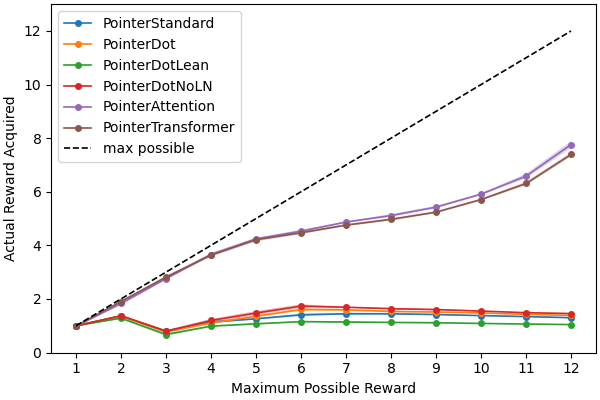 PointerStandard
PointerDot
PointerDotLean
PointerDotNoLN
PointerAttention
PointerTransformer
max possible
Actual Reward Acquired
12
10
8
6
4
2
0
1 2 3 4 5 6 7 8 9 10 11 12
Maximum Possible Reward